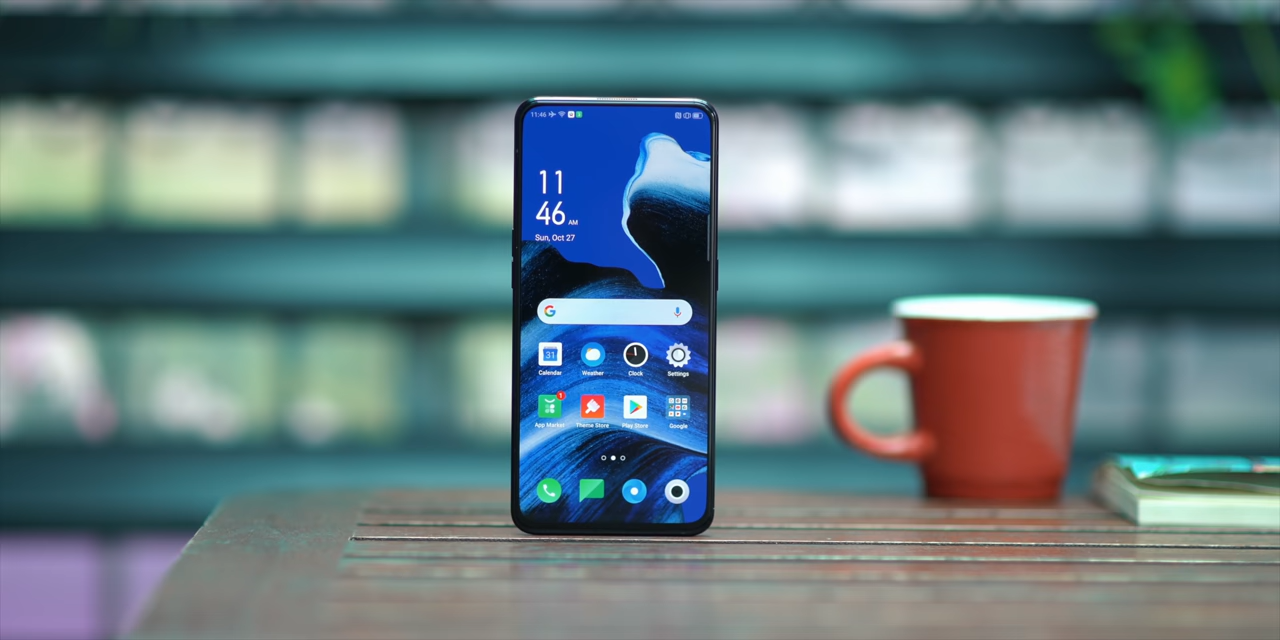 11:46
11
46 AM
Sun, Oct 27
G
31
Calendar Weather Clock Settings
1
App Market Theme Store Play Store Google